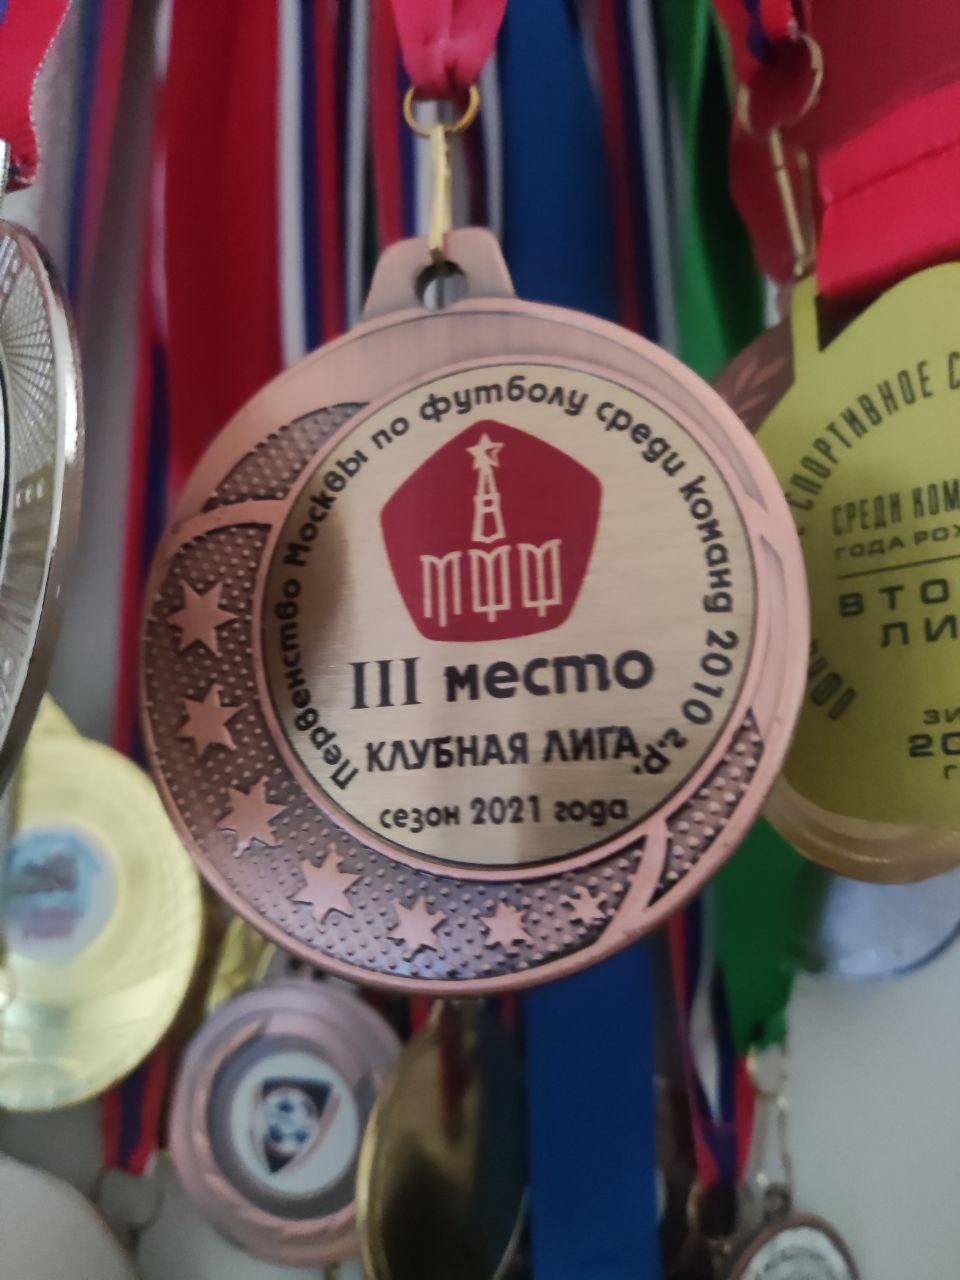 Первенство Москвы по футболу среди команд 2010 г.р.
МФФ
III место
КЛУБНАЯ ЛИГА
сезон 2021 года
СПОРТИВНОЕ
СРЕДИ
ГОДА